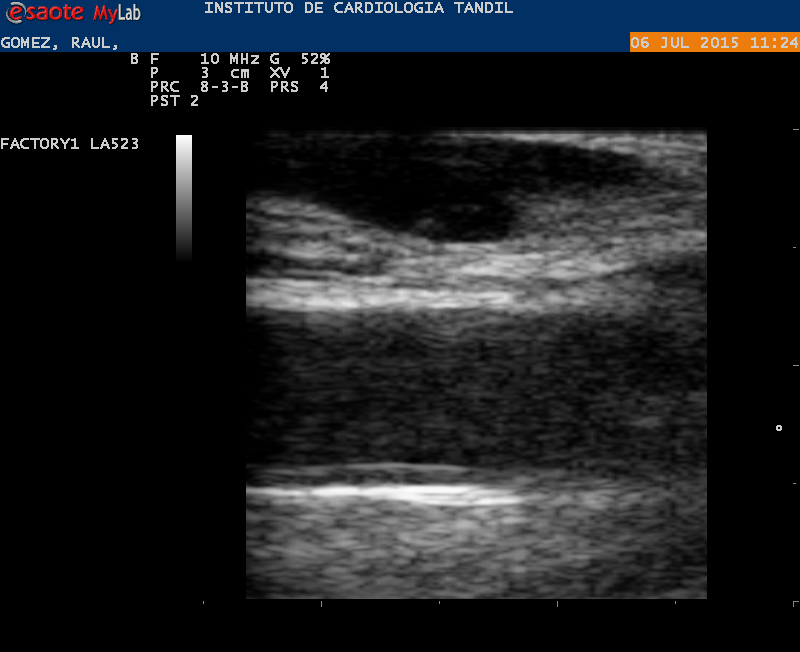 esaote MyLab
INSTITUTO DE CARDIOLOGIA TANDIL
GOMEZ, RAUL,
06 JUL 2015 11:24
B F 10 MHz G 52%
P 3 cm XV 1
PRC 8-3-B PRS 4
PST 2
FACTORY1 LA523